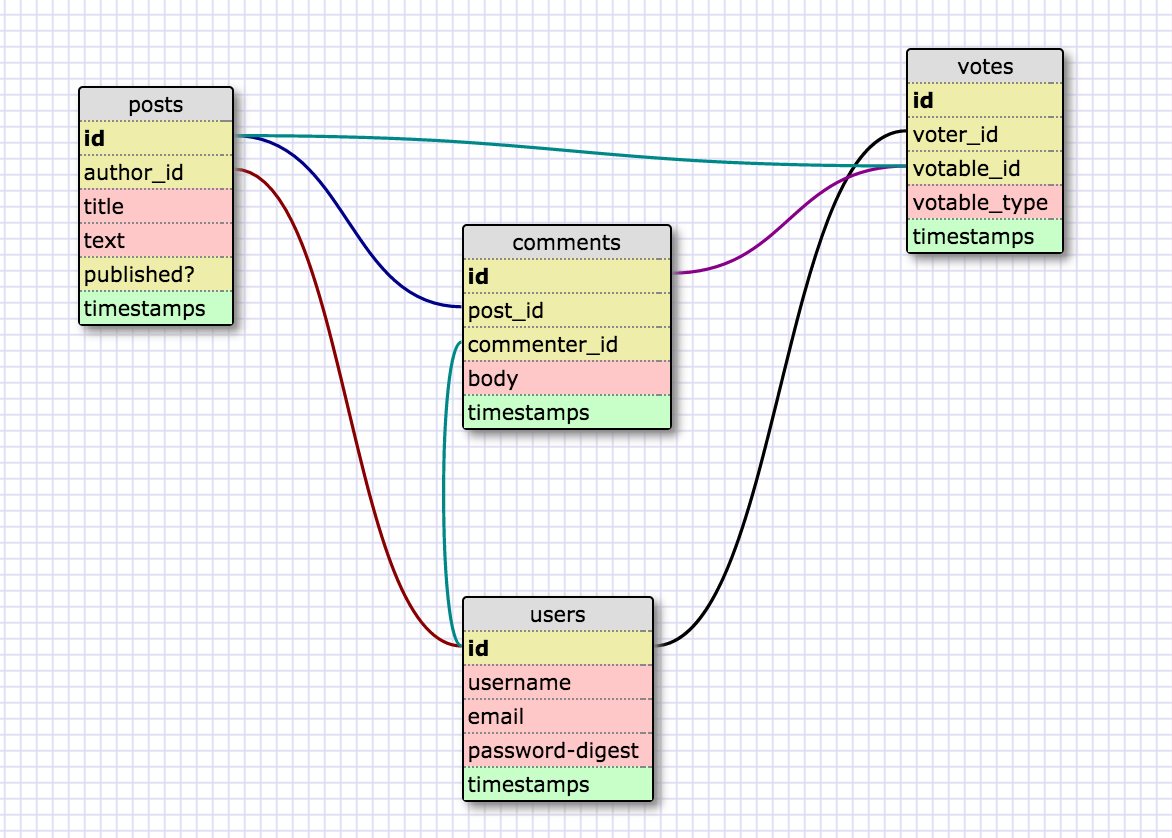 posts
id
author_id
title
text
published?
timestamps
comments
id
post_id
commenter_id
body
timestamps
votes
id
voter_id
votable_id
votable_type
timestamps
users
id
username
email
password-digest
timestamps